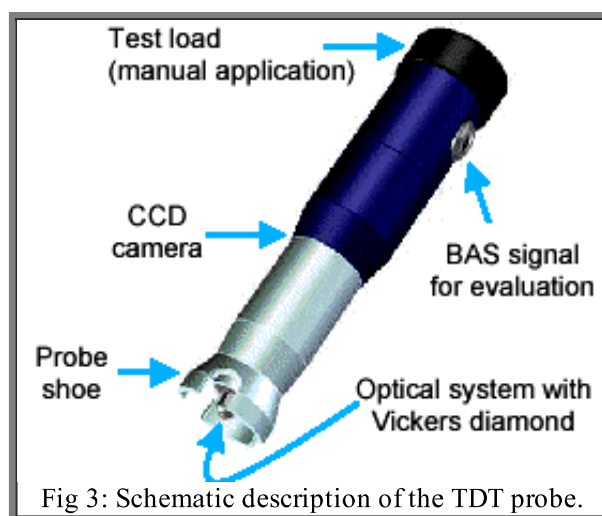 Test load
(manual application)
CCD
camera
BAS signal
for evaluation
Probe
shoe
Optical system with
Vickers diamond
Fig 3: Schematic description of the TDT probe.